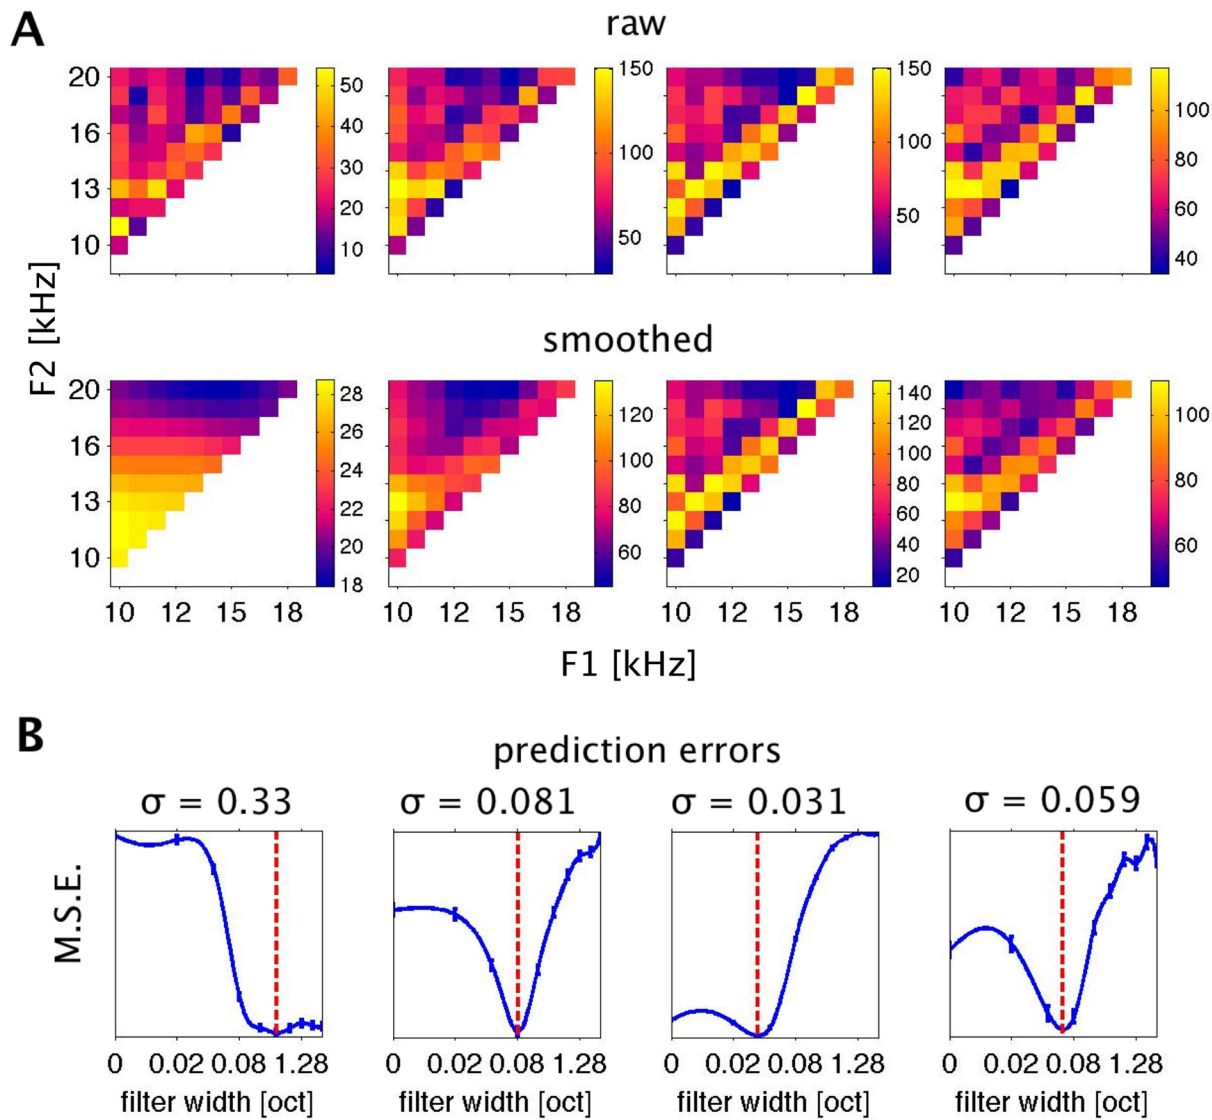 A
raw
20
16
13
10
50
40
30
20
10
150
100
50
150
100
50
100
80
60
40
F2 [kHz]
smoothed
20
16
13
10
28
26
24
22
20
18
120
100
80
60
140
120
100
80
60
40
20
100
80
60
10 12 15 18
10 12 15 18
10 12 15 18
10 12 15 18
F1 [kHz]
B
prediction errors
σ = 0.33
σ = 0.081
σ = 0.031
σ = 0.059
M.S.E.
0 0.02 0.08 1.28
0 0.02 0.08 1.28
0 0.02 0.08 1.28
0 0.02 0.08 1.28
filter width [oct]
filter width [oct]
filter width [oct]
filter width [oct]